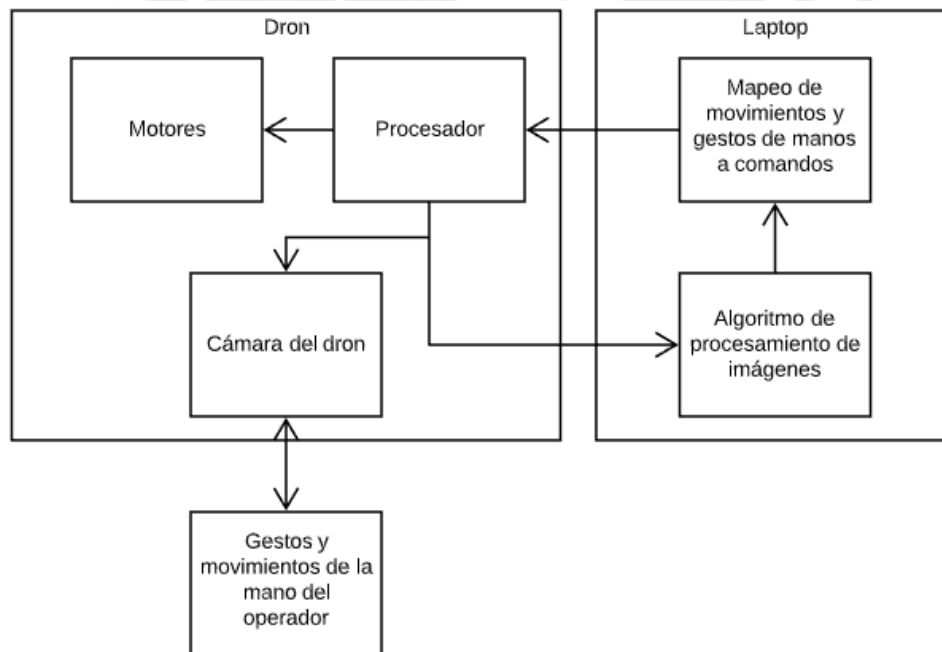 Dron
Laptop
Motores
Procesador
Mapeo de
movimientos y
gestos de manos
a comandos
Cámara del dron
Algoritmo de
procesamiento de
imágenes
Gestos y
movimientos de la
mano del
operador